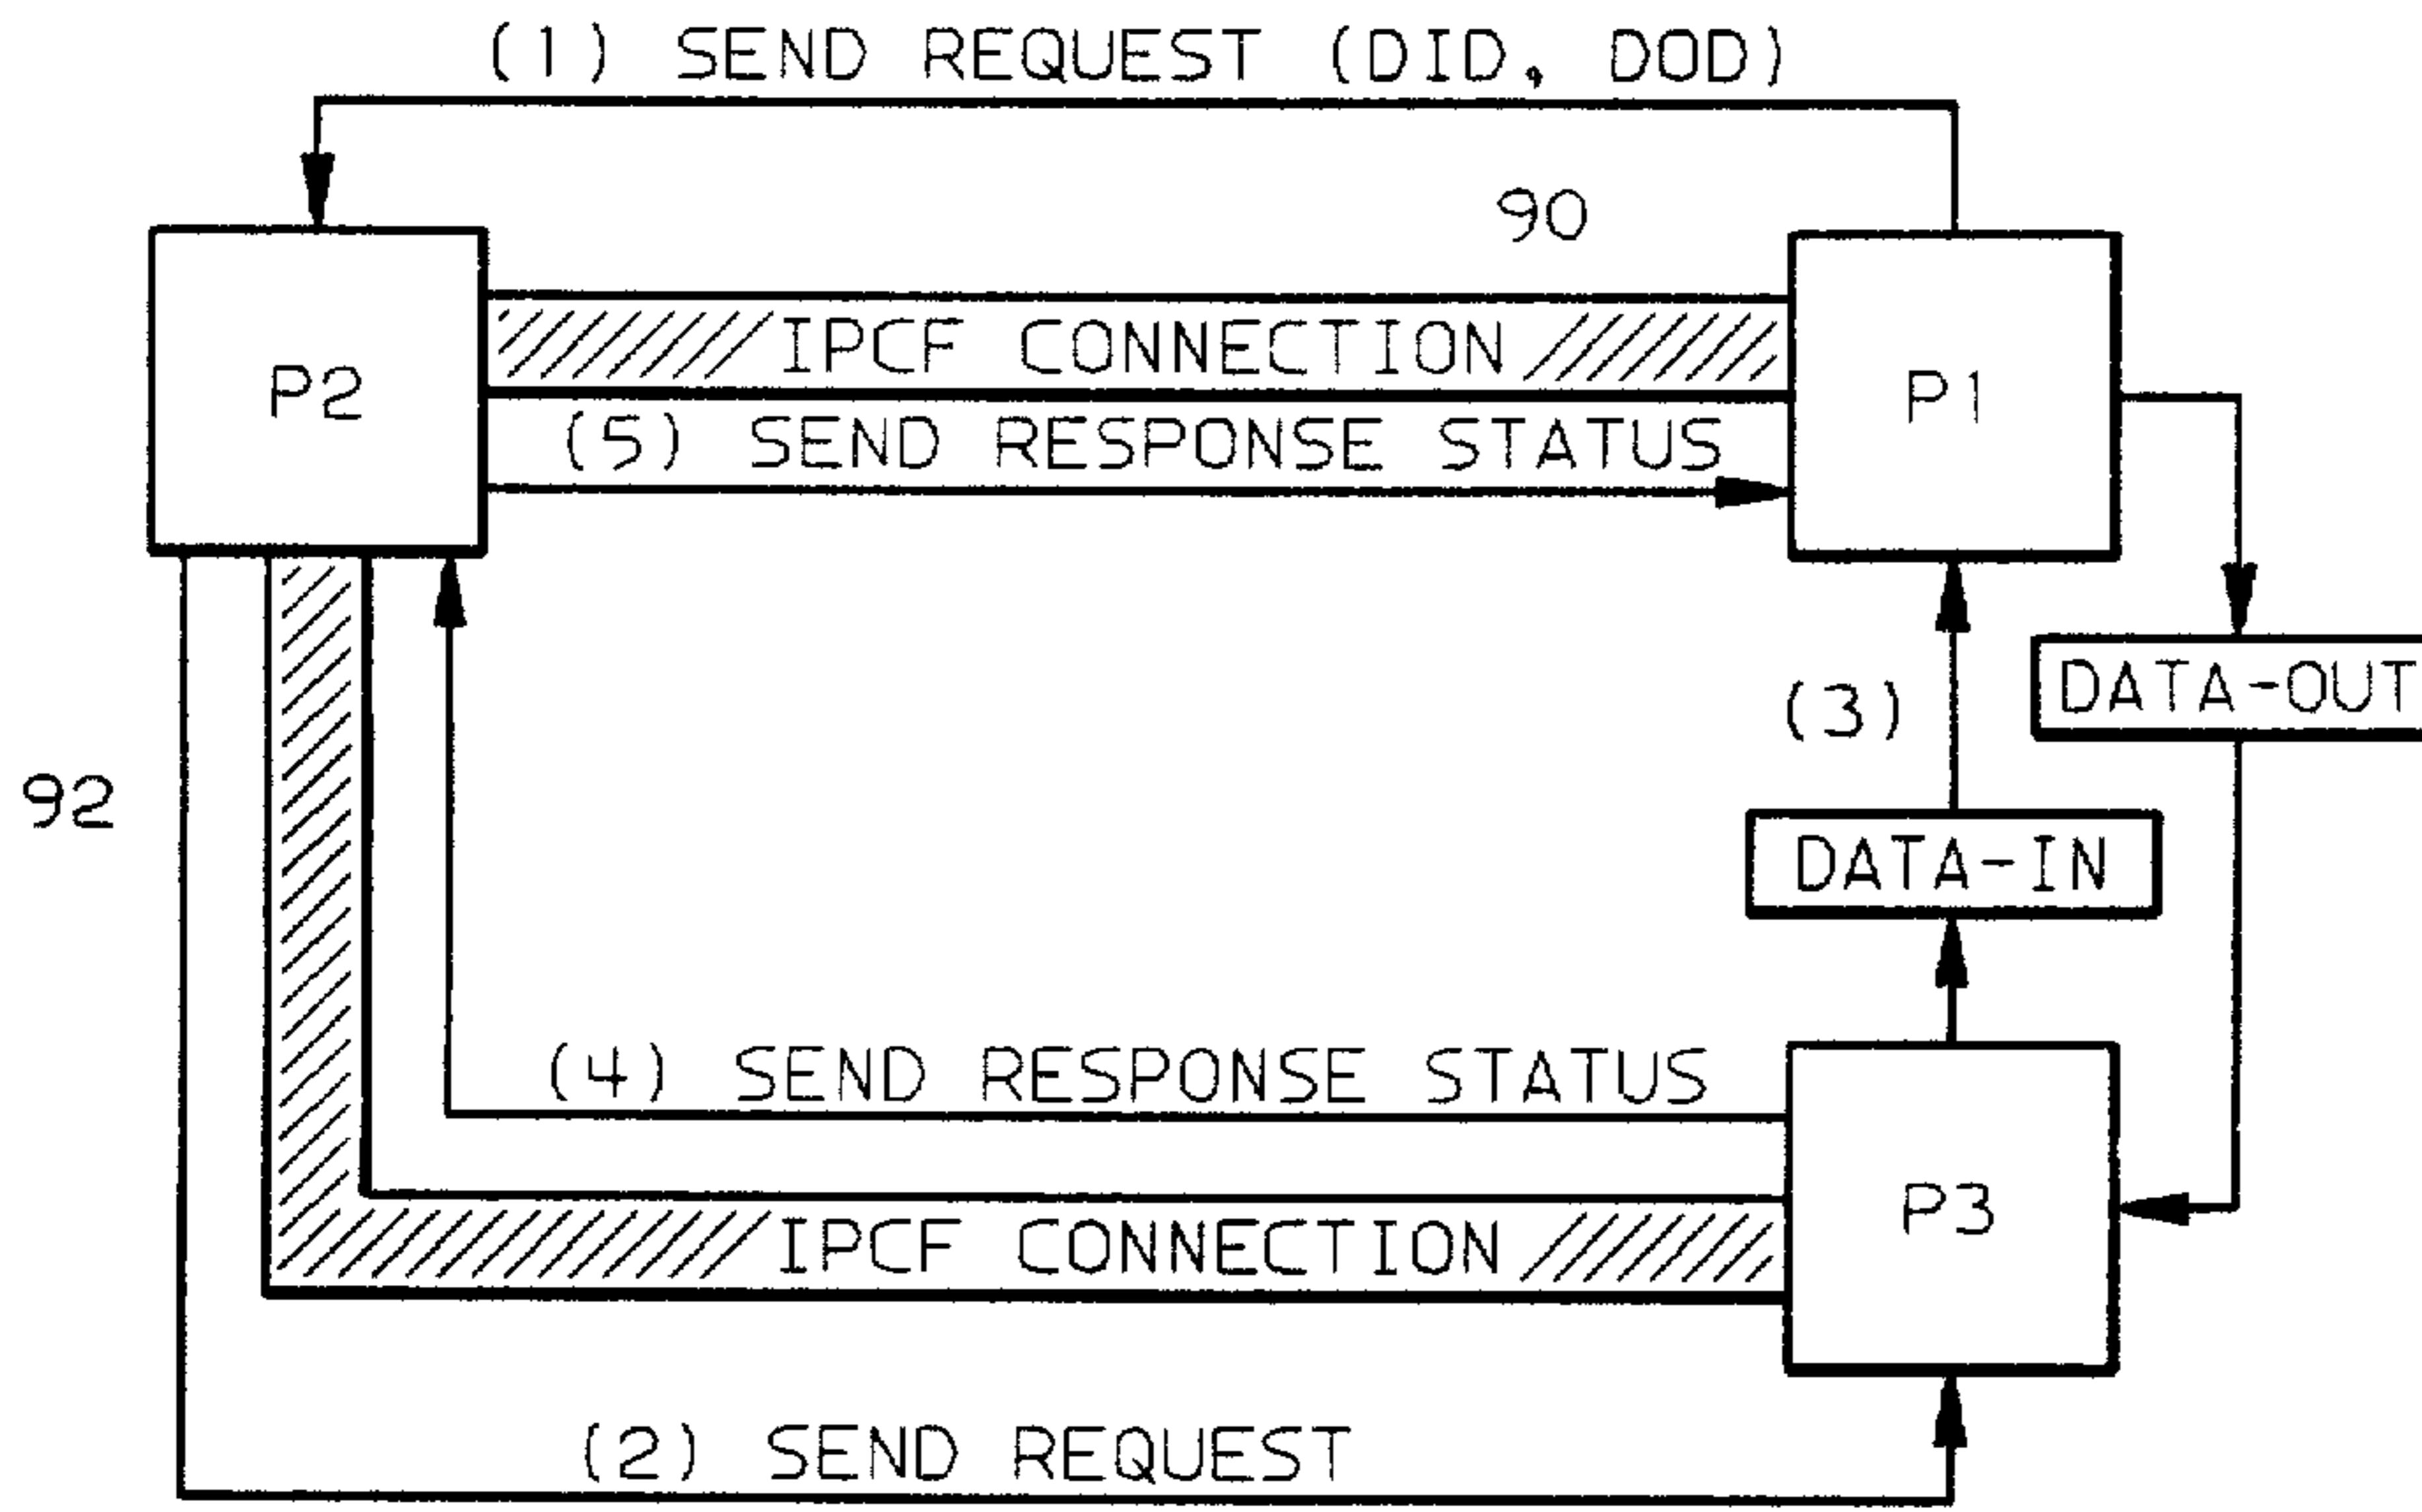 (1) SEND REQUEST (DID, DOD)
90
IPCF CONNECTION
P2
P1
(5) SEND RESPONSE STATUS
DATA-OUT
(3)
92
DATA-IN
(4) SEND RESPONSE STATUS
P3
IPCF CONNECTION
(2) SEND REQUEST